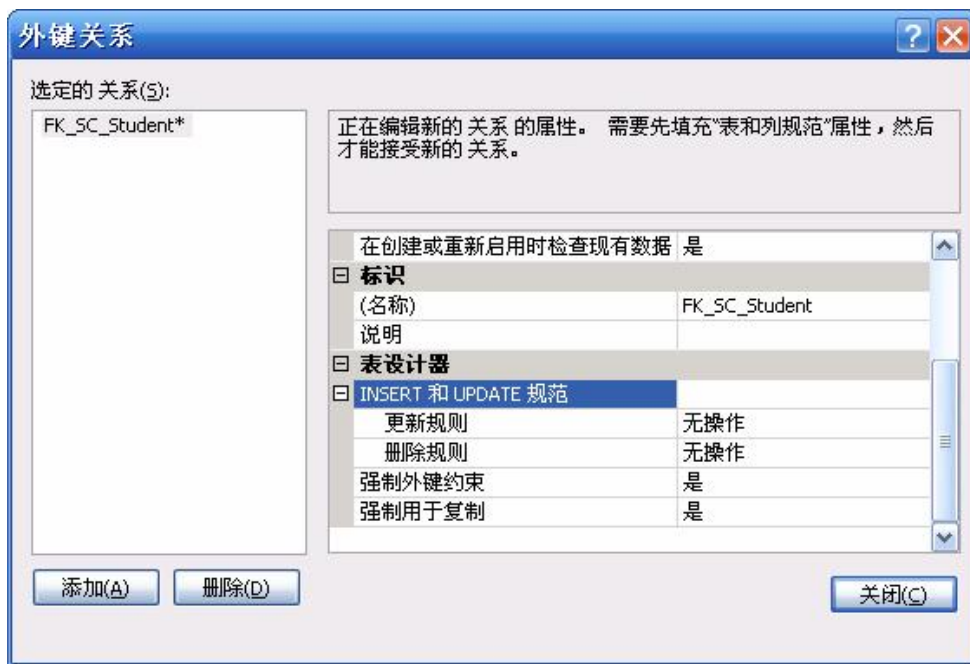 外键关系
选定的 关系(S):
FK_SC_Student*
正在编辑新的 关系 的属性。 需要先填充“表和列规范”属性，然后
才能接受新的 关系。
在创建或重新启用时检查现有数据 是
标识
(名称) FK_SC_Student
说明
表设计器
INSERT 和 UPDATE 规范
更新规则 无操作
删除规则 无操作
强制外键约束 是
强制用于复制 是
添加(A) 删除(D) 关闭(C)